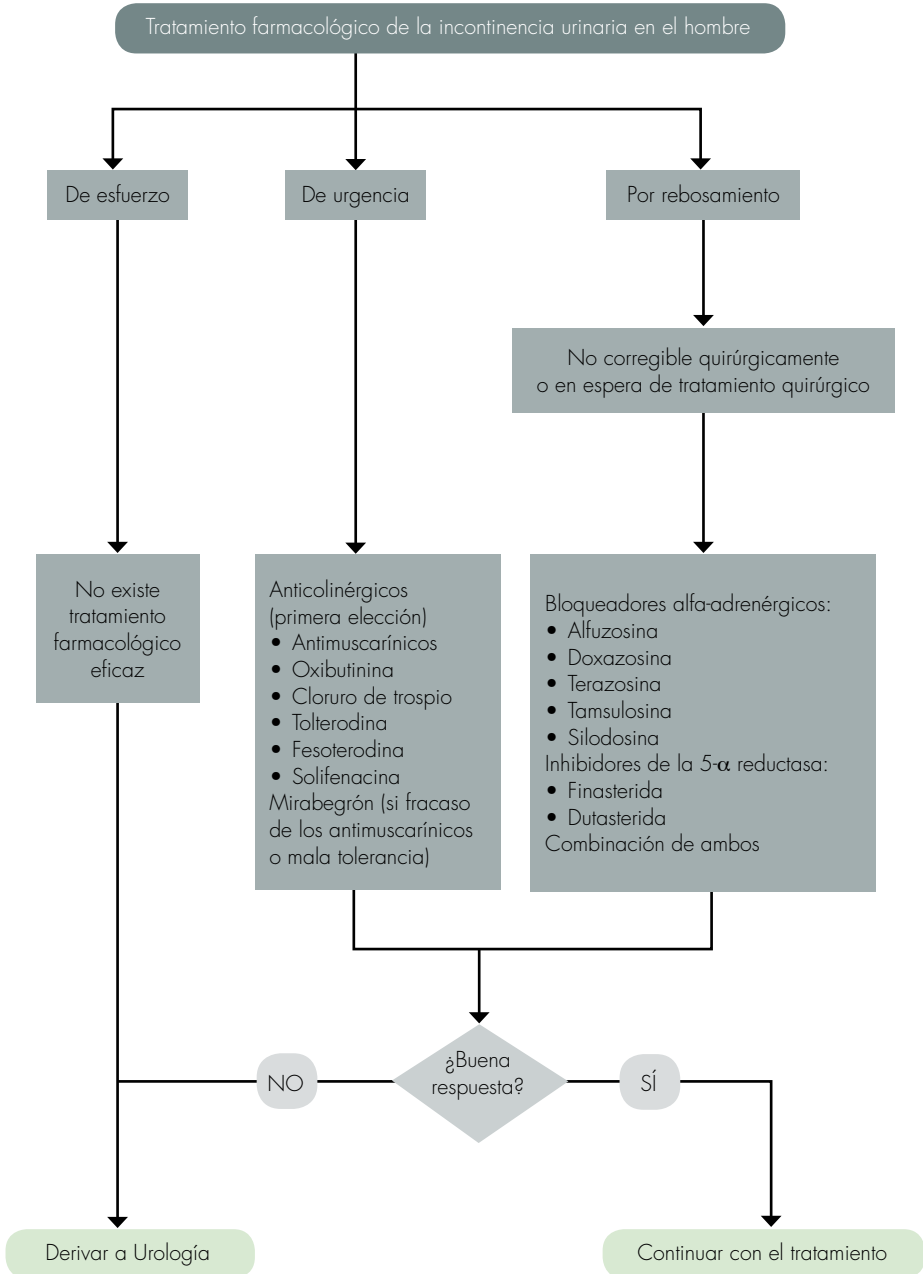 Tratamiento farmacológico de la incontinencia urinaria en el hombre
De esfuerzo
De urgencia
Por rebosamiento
No corregible quirúrgicamente
o en espera de tratamiento quirúrgico
No existe
tratamiento
farmacológico
eficaz
Anticolinérgicos
(primera elección)
• Antimuscarínicos
• Oxibutinina
• Cloruro de trospio
• Tolterodina
• Fesoterodina
• Solifenacina
Mirabegrón (si fracaso
de los antimuscarínicos
o mala tolerancia)
Bloqueadores alfa-adrenérgicos:
• Alfuzosina
• Doxazosina
• Terazosina
• Tamsulosina
• Silodosina
Inhibidores de la 5-α reductasa:
• Finasterida
• Dutasterida
Combinación de ambos
¿Buena
respuesta?
NO
SÍ
Derivar a Urología
Continuar con el tratamiento